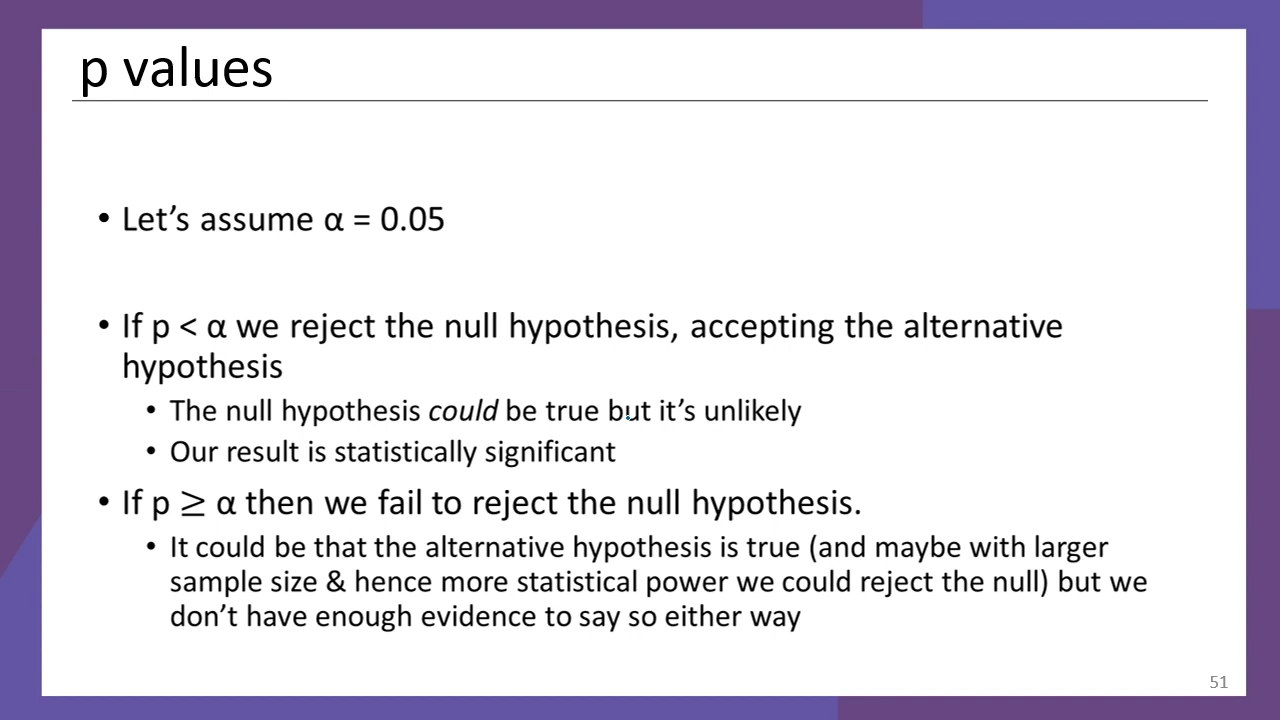 p values
• Let’s assume α = 0.05
• If p < α we reject the null hypothesis, accepting the alternative
hypothesis
• The null hypothesis could be true but it’s unlikely
• Our result is statistically significant
• If p ≥ α then we fail to reject the null hypothesis.
• It could be that the alternative hypothesis is true (and maybe with larger
sample size & hence more statistical power we could reject the null) but we
don’t have enough evidence to say so either way
51